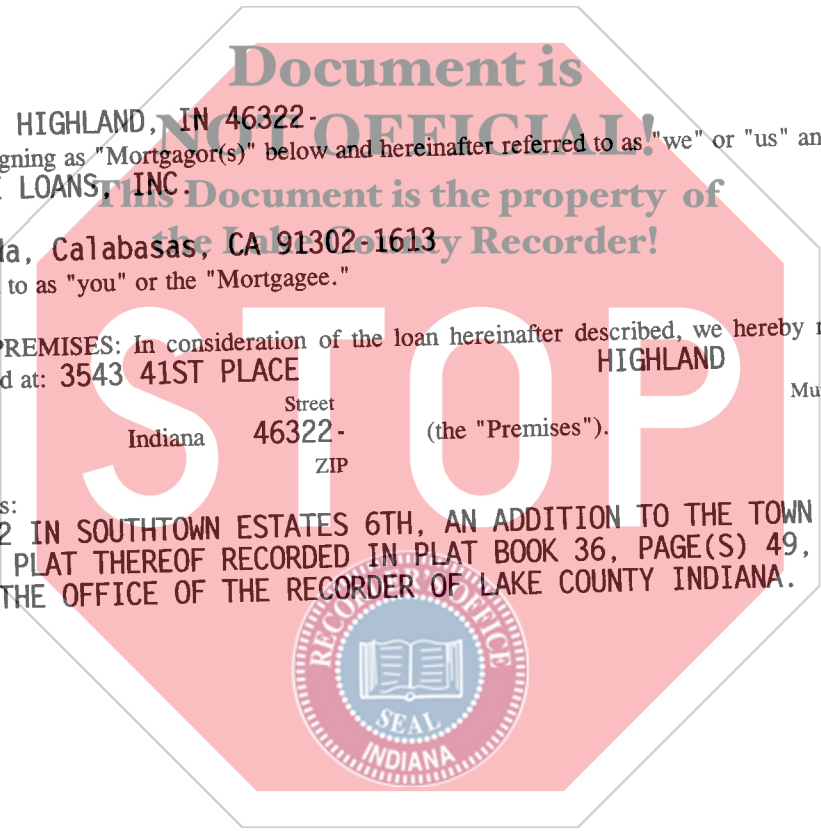 Document is
HIGHLAND, IN 46322-
NOT OFFICIAL!
gning as "Mortgagor(s)" below and hereinafter referred to as "we" or "us" an
LOANS, INC.
This Document is the property of
the Lake County Recorder!
la, Calabasas, CA 91302-1613
to as "you" or the "Mortgagee."
PREMISES: In consideration of the loan hereinafter described, we hereby
d at: 3543 41ST PLACE HIGHLAND
Street Mu
Indiana 46322- (the "Premises").
ZIP
STOP
s:
2 IN SOUTHTOWN ESTATES 6TH, AN ADDITION TO THE TOWN
PLAT THEREOF RECORDED IN PLAT BOOK 36, PAGE(S) 49,
THE OFFICE OF THE RECORDER OF LAKE COUNTY INDIANA.
RECORDER'S OFFICE
SEAL
INDIANA